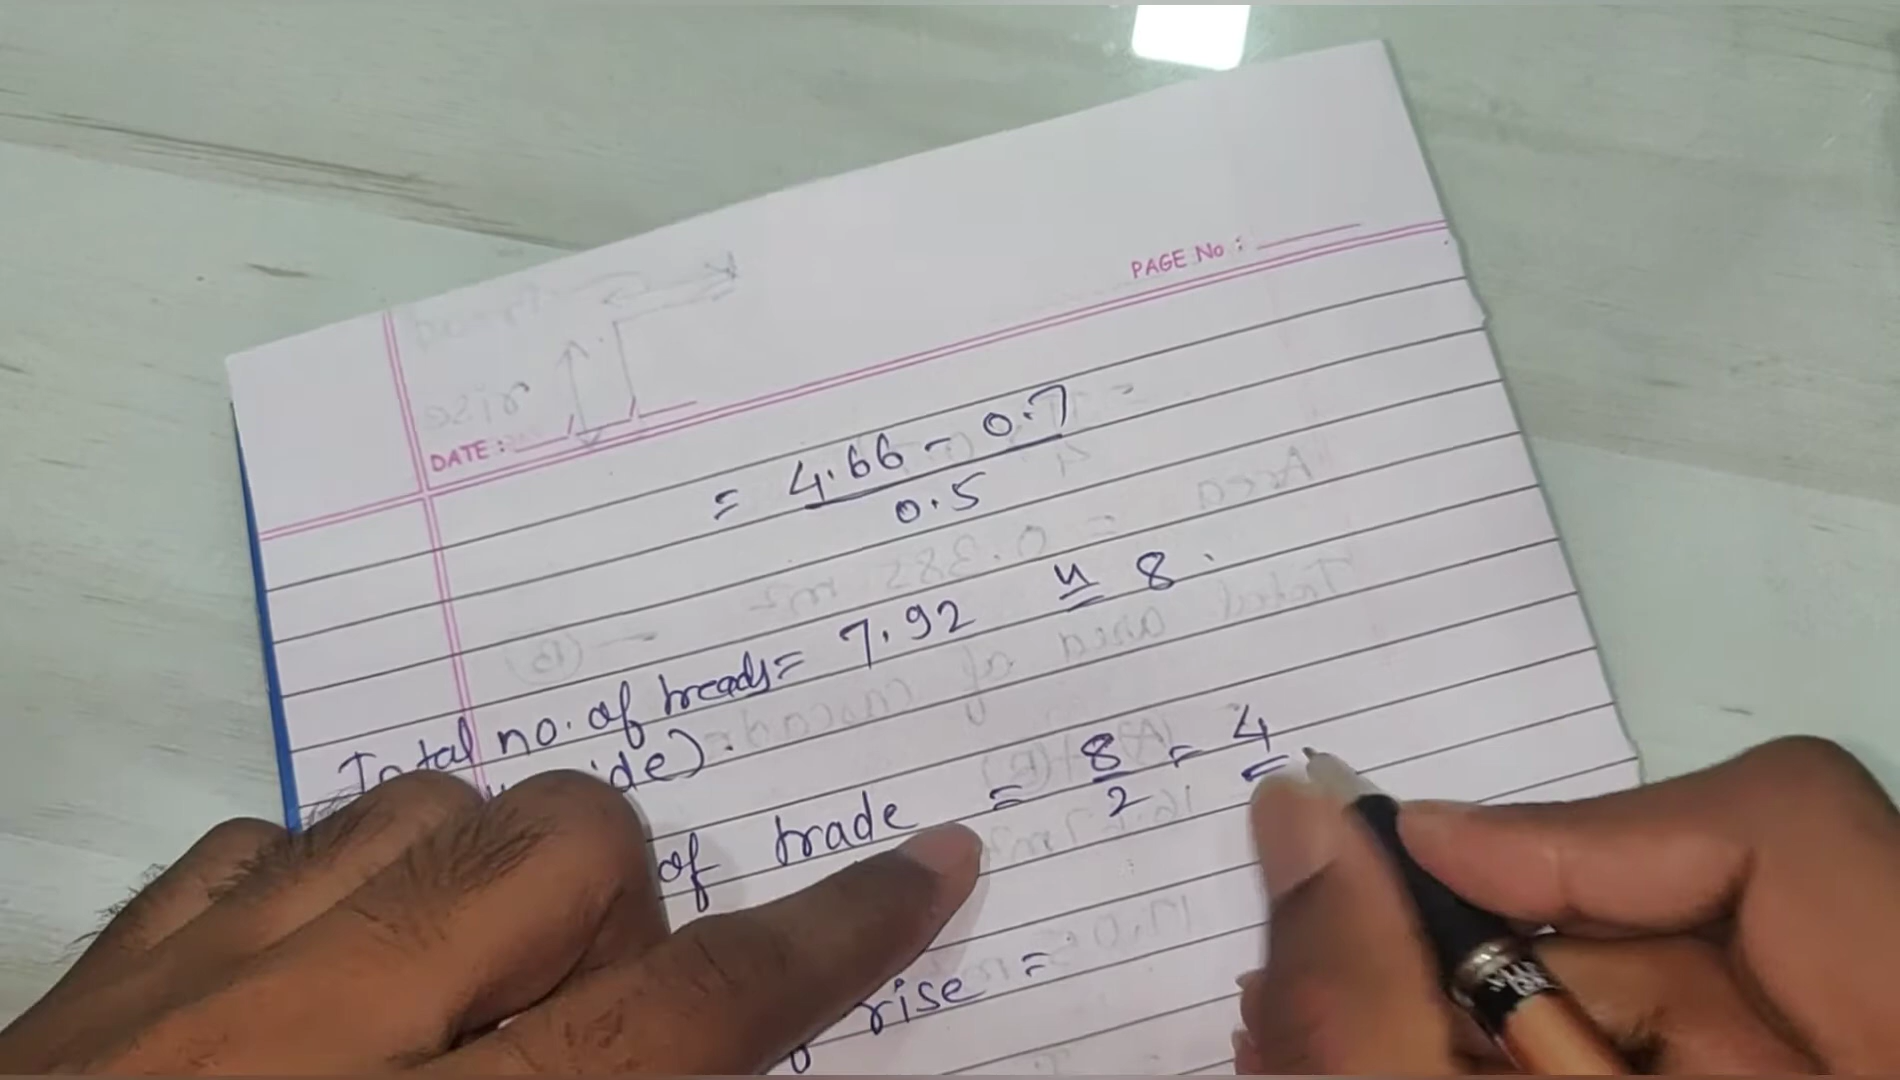 PAGE No :
DATE :
= 4.66 - 0.7
0.5
Total no. of treads = 7.92 ≈ 8.
ide).
of trade = 8/2 = 4
rise =